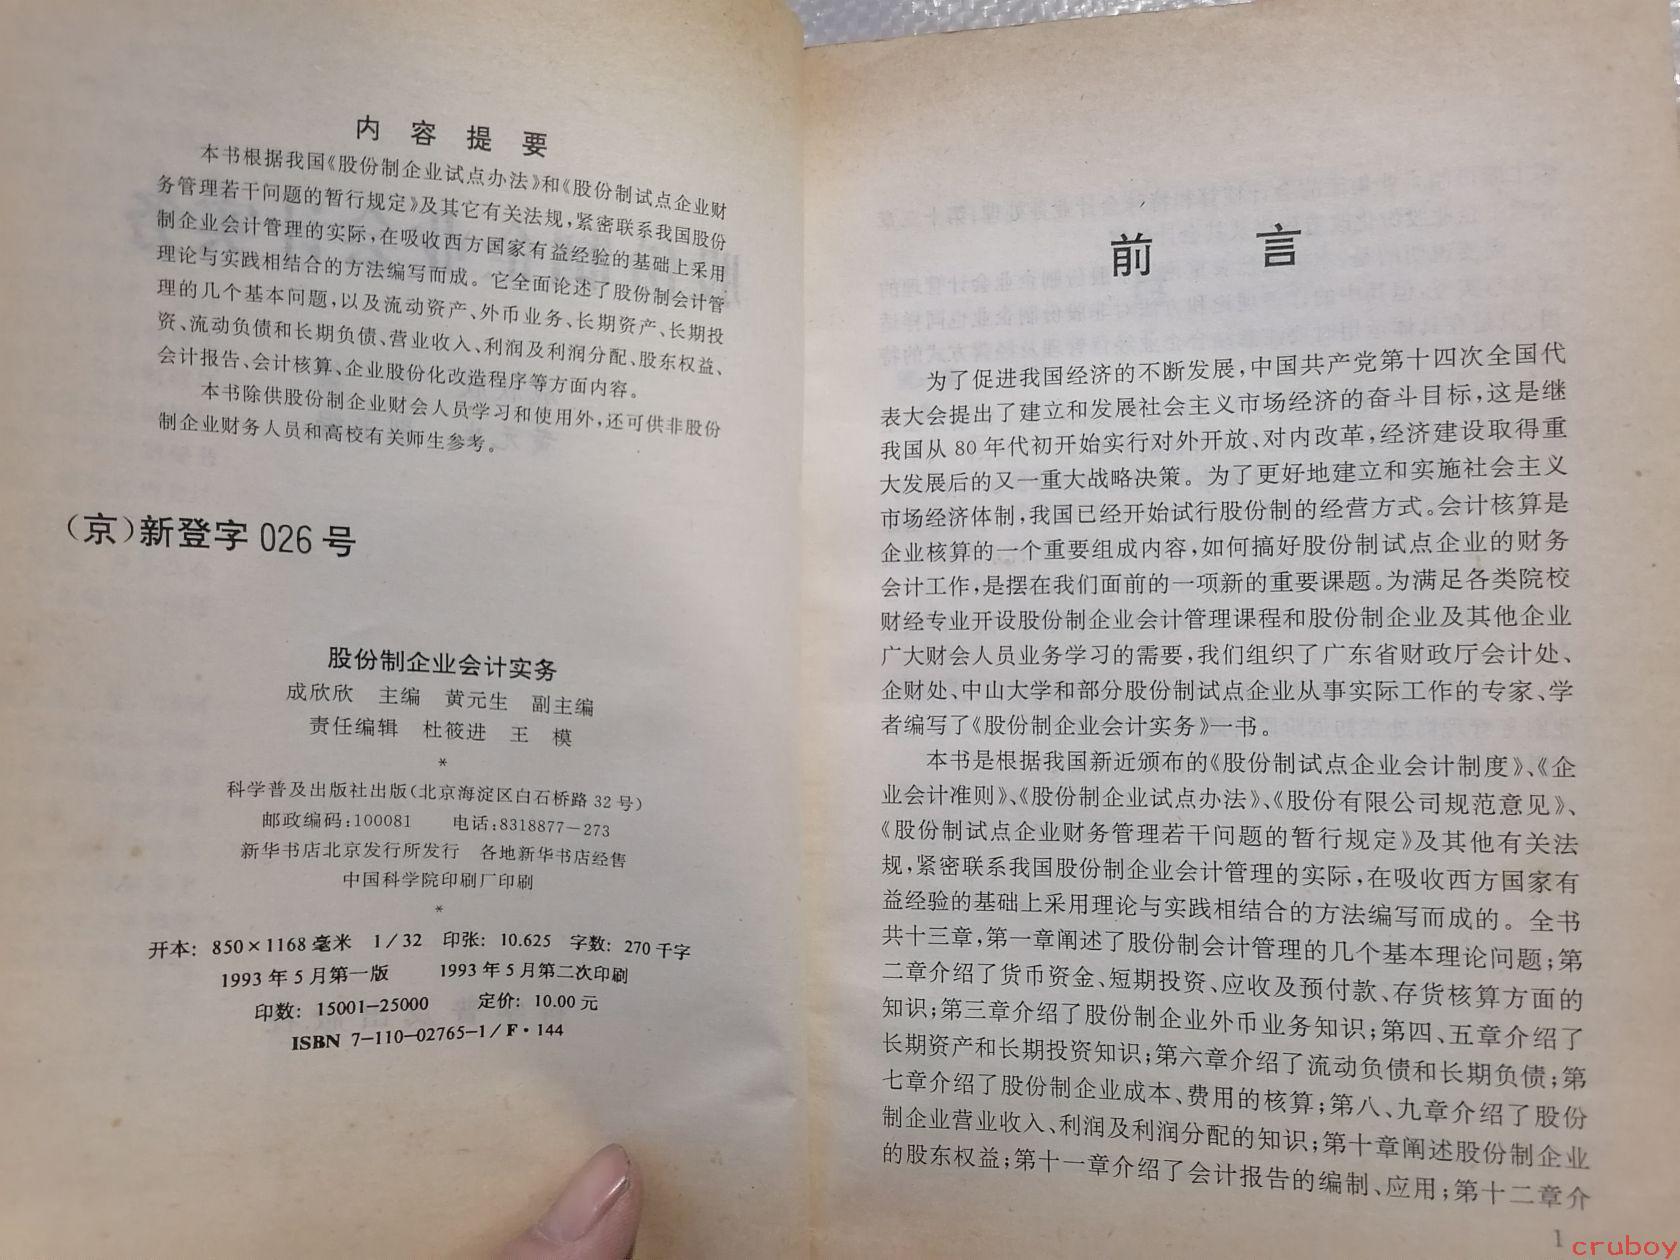 内 容 提 要
本书根据我国《股份制企业试点办法》和《股份制试点企业财
务管理若干问题的暂行规定》及其它有关法规,紧密联系我国股份
制企业会计管理的实际,在吸收西方国家有益经验的基础上采用
理论与实践相结合的方法编写而成。它全面论述了股份制会计管
理的几个基本问题,以及流动资产、外币业务、长期资产、长期投
资、流动负债和长期负债、营业收入、利润及利润分配、股东权益、
会计报告、会计核算、企业股份化改造程序等方面内容。
本书除供股份制企业财会人员学习和使用外,还可供非股份
制企业财务人员和高校有关师生参考。
(京)新登字 026 号
股份制企业会计实务
成欣欣 主编 黄元生 副主编
责任编辑 杜筱进 王 模
*
科学普及出版社出版(北京海淀区白石桥路 32 号)
邮政编码:100081 电话:8318877-273
新华书店北京发行所发行 各地新华书店经售
中国科学院印刷厂印刷
*
开本: 850×1168 毫米 1/32 印张: 10.625 字数: 270 千字
1993 年 5 月第一版 1993 年 5 月第二次印刷
印数: 15001-25000 定价: 10.00 元
ISBN 7-110-02765-1/F·144
前 言
为了促进我国经济的不断发展,中国共产党第十四次全国代
表大会提出了建立和发展社会主义市场经济的奋斗目标,这是继
我国从 80 年代初开始实行对外开放、对内改革,经济建设取得重
大发展后的又一重大战略决策。为了更好地建立和实施社会主义
市场经济体制,我国已经开始试行股份制的经营方式。会计核算是
企业核算的一个重要组成内容,如何搞好股份制试点企业的财务
会计工作,是摆在我们面前的一项新的重要课题。为满足各类院校
财经专业开设股份制企业会计管理课程和股份制企业及其他企业
广大财会人员业务学习的需要,我们组织了广东省财政厅会计处、
企财处、中山大学和部分股份制试点企业从事实际工作的专家、学
者编写了《股份制企业会计实务》一书。
本书是根据我国新近颁布的《股份制试点企业会计制度》、《企
业会计准则》、《股份制企业试点办法》、《股份有限公司规范意见》、
《股份制试点企业财务管理若干问题的暂行规定》及其他有关法
规,紧密联系我国股份制企业会计管理的实际,在吸收西方国家有
益经验的基础上采用理论与实践相结合的方法编写而成的。全书
共十三章,第一章阐述了股份制会计管理的几个基本理论问题;第
二章介绍了货币资金、短期投资、应收及预付款、存货核算方面的
知识;第三章介绍了股份制企业外币业务知识;第四、五章介绍了
长期资产和长期投资知识;第六章介绍了流动负债和长期负债;第
七章介绍了股份制企业成本、费用的核算;第八、九章介绍了股份
制企业营业收入、利润及利润分配的知识;第十章阐述股份制企业
的股东权益;第十一章介绍了会计报告的编制、应用;第十二章介
1
cruboy